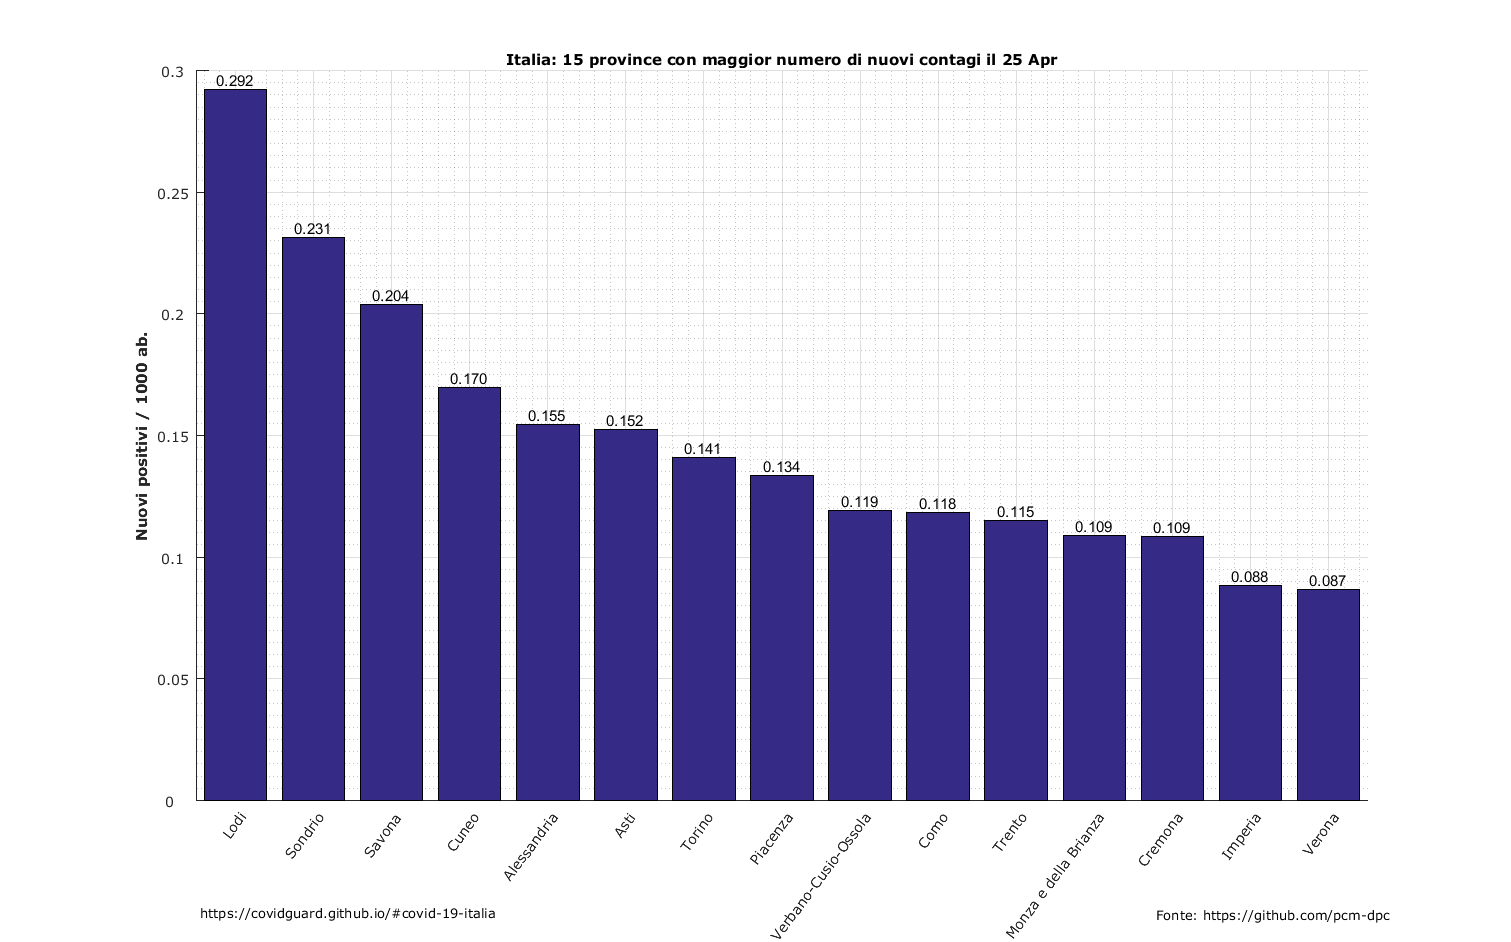 Italia: 15 province con maggior numero di nuovi contagi il 25 Apr
Nuovi positivi / 1000 ab.
0.3
0.25
0.2
0.15
0.1
0.05
0
0.292
0.231
0.204
0.170
0.155
0.152
0.141
0.134
0.119
0.118
0.115
0.109
0.109
0.088
0.087
Lodi
Sondrio
Savona
Cuneo
Alessandria
Asti
Torino
Piacenza
Verbano-Cusio-Ossola
Como
Trento
Monza e della Brianza
Cremona
Imperia
Verona
https://covidguard.github.io/#covid-19-italia
Fonte: https://github.com/pcm-dpc